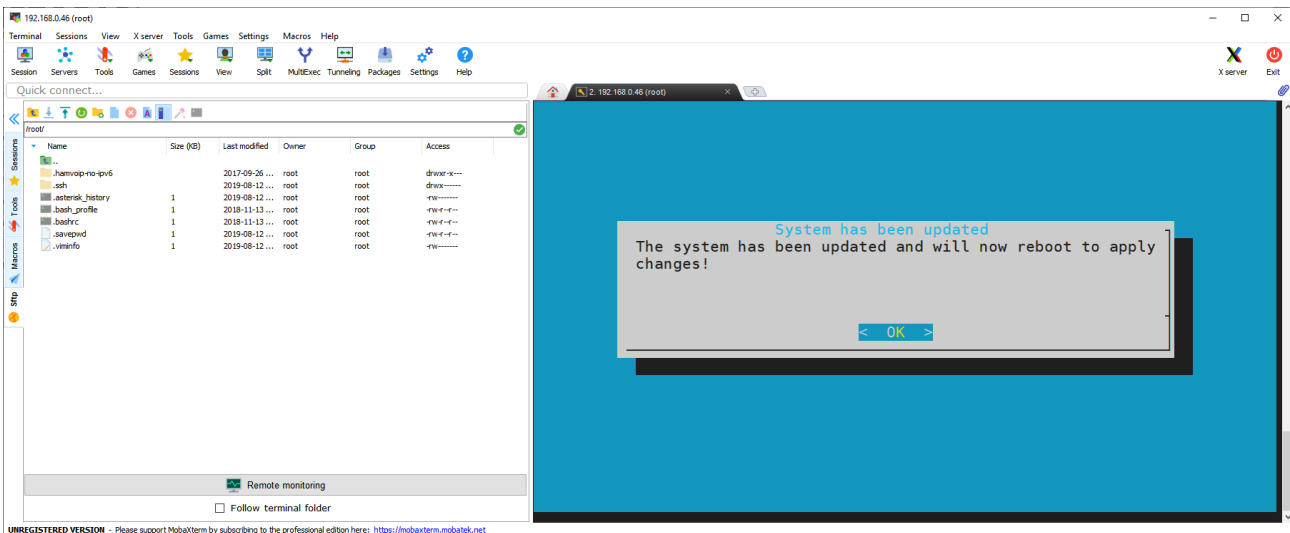 192.168.0.46 (root)
Terminal Sessions View X server Tools Games Settings Macros Help
Session Servers Tools Games Sessions View Split MultiExec Tunneling Packages Settings Help X server Exit
Quick connect...
2. 192.168.0.46 (root)
/root/
Name Size (KB) Last modified Owner Group Access
..
.hamvoip-no-ipv6 2017-09-26 ... root root drwxr-x---
.ssh 2019-08-12 ... root root drwx------
.asterisk_history 1 2019-08-12 ... root root -rw-------
.bash_profile 1 2018-11-13 ... root root -rw-r--r--
.bashrc 1 2018-11-13 ... root root -rw-r--r--
.savepwd 1 2019-08-12 ... root root -rw-r--r--
.viminfo 1 2019-08-12 ... root root -rw-------
Sessions
Tools
Macros
Sftp
System has been updated
The system has been updated and will now reboot to apply
changes!
< OK >
Remote monitoring
Follow terminal folder
UNREGISTERED VERSION - Please support MobaXterm by subscribing to the professional edition here: https://mobaxterm.mobatek.net